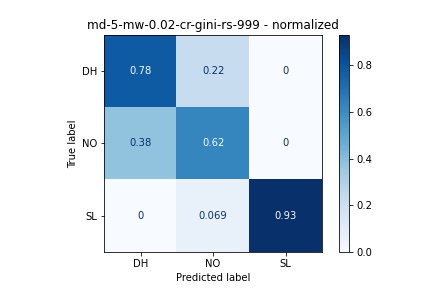 md-5-mw-0.02-cr-gini-rs-999 - normalized
DH 0.78 0.22 0
NO 0.38 0.62 0
SL 0 0.069 0.93
DH NO SL
Predicted label
True label
0.8
0.6
0.4
0.2
0.0